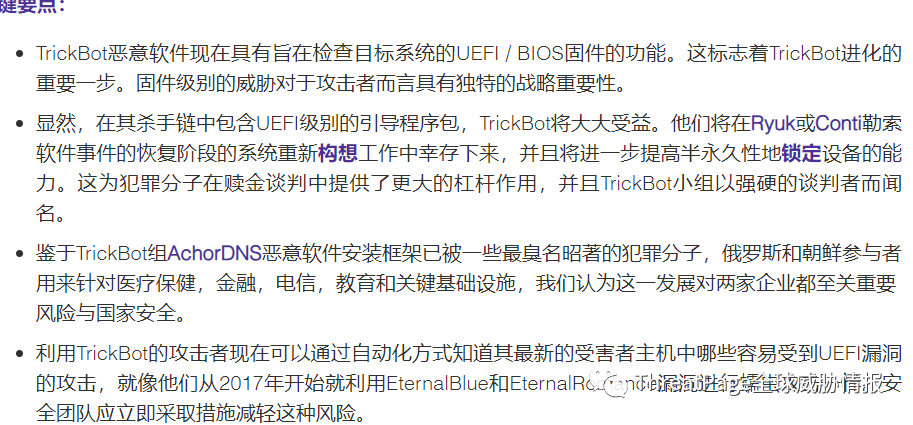 键要点：
TrickBot恶意软件现在具有旨在检查目标系统的UEFI / BIOS固件的功能。这标志着TrickBot进化的
重要一步。固件级别的威胁对于攻击者而言具有独特的战略重要性。
显然，在其杀手链中包含UEFI级别的引导程序包，TrickBot将大大受益。他们将在Ryuk或Conti勒索
软件事件的恢复阶段的系统重新构想工作中幸存下来，并且将进一步提高半永久性地锁定设备的能
力。这为犯罪分子在赎金谈判中提供了更大的杠杆作用，并且TrickBot小组以强硬的谈判者而闻
名。
鉴于TrickBot组AchorDNS恶意软件安装框架已被一些最臭名昭著的犯罪分子，俄罗斯和朝鲜参与者
用来针对医疗保健，金融，电信，教育和关键基础设施，我们认为这一发展对两家企业都至关重要
风险与国家安全。
利用TrickBot的攻击者现在可以通过自动化方式知道其最新的受害者主机中哪些容易受到UEFI漏洞
的攻击，就像他们从2017年开始就利用EternalBlue和EternalRo
安
全团队应立即采取措施减轻这种风险。
ThreatPage全球威胁情报